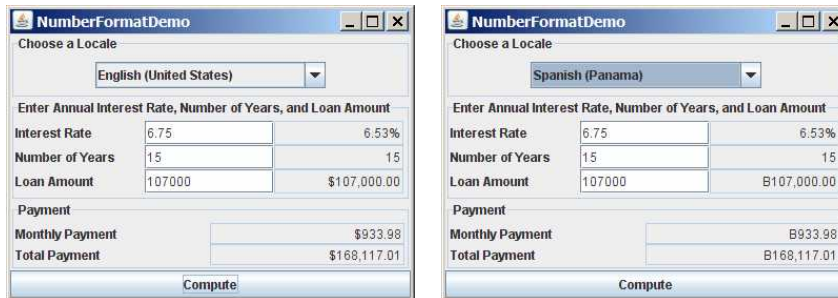 NumberFormatDemo
Choose a Locale
English (United States)
Enter Annual Interest Rate, Number of Years, and Loan Amount
Interest Rate 6.75 6.53%
Number of Years 15 15
Loan Amount 107000 $107,000.00
Payment
Monthly Payment $933.98
Total Payment $168,117.01
Compute
NumberFormatDemo
Choose a Locale
Spanish (Panama)
Enter Annual Interest Rate, Number of Years, and Loan Amount
Interest Rate 6.75 6.53%
Number of Years 15 15
Loan Amount 107000 B107,000.00
Payment
Monthly Payment B933.98
Total Payment B168,117.01
Compute